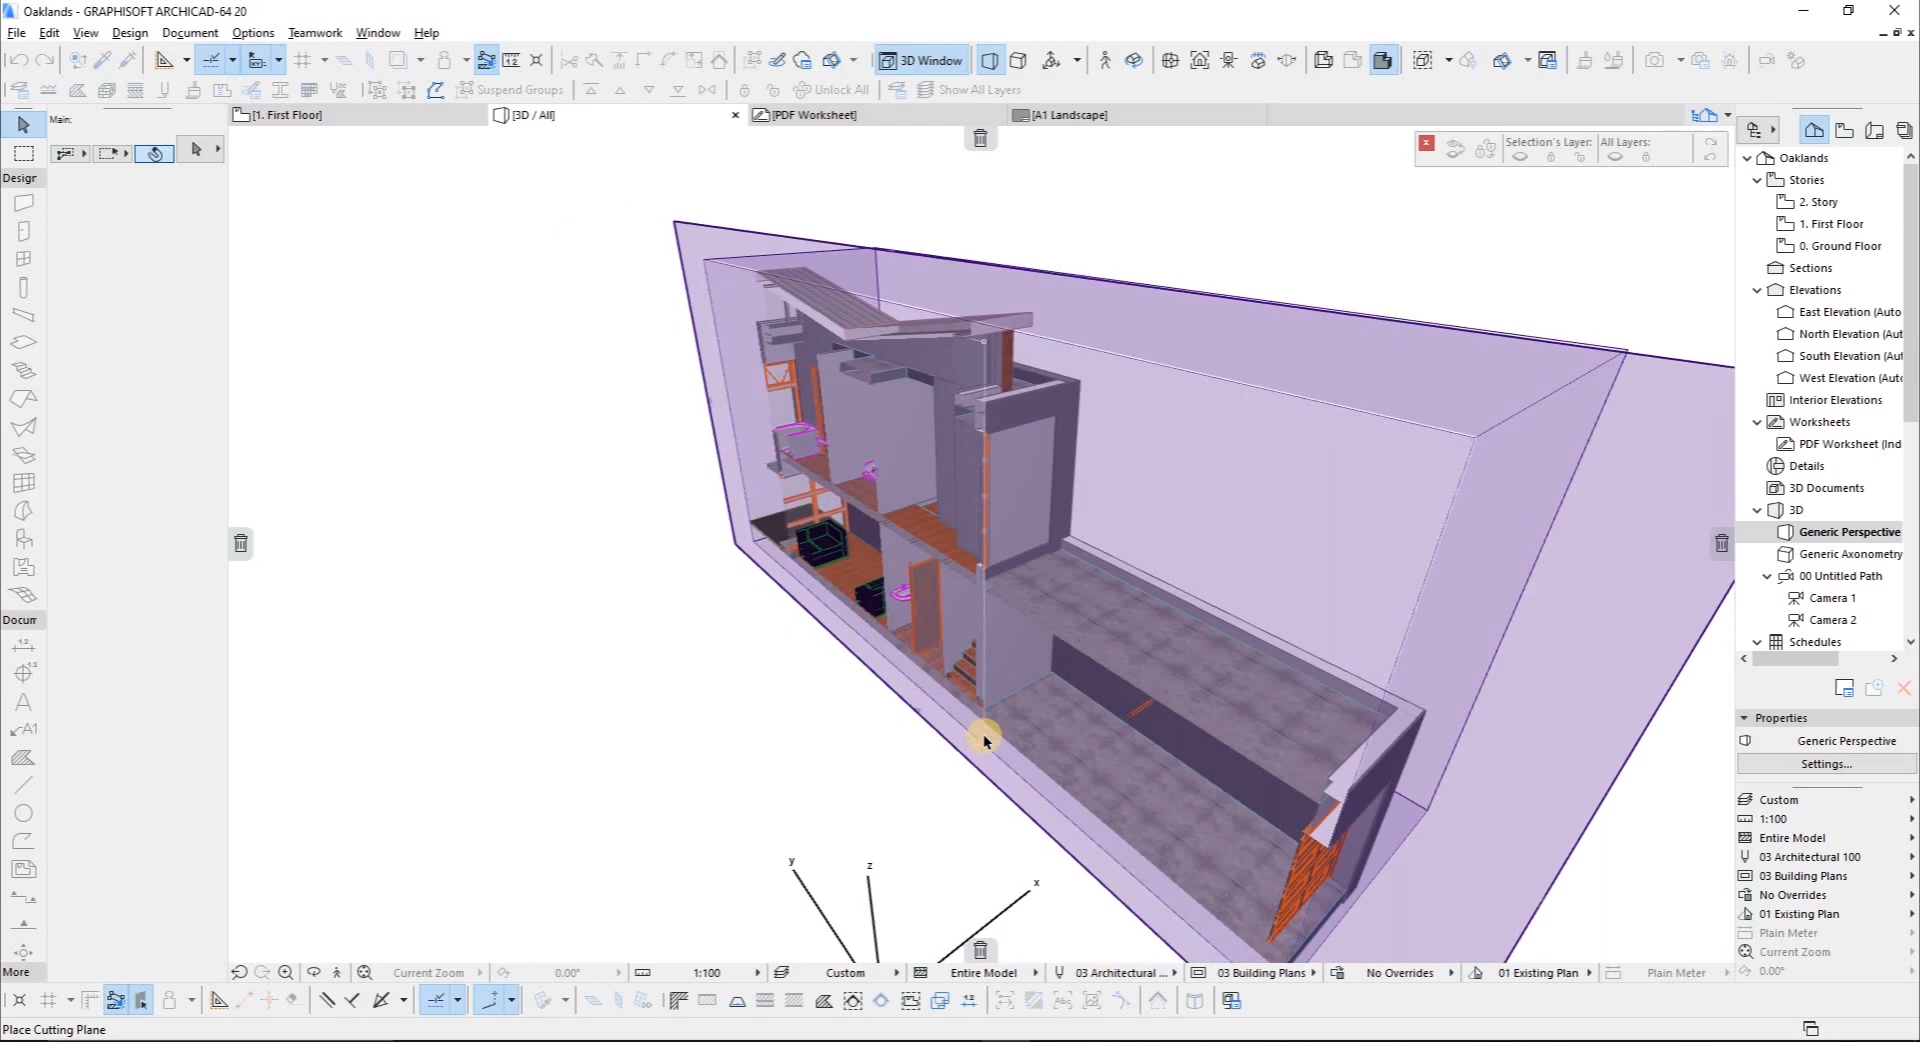 Oaklands - GRAPHISOFT ARCHICAD-64 20
File Edit View Design Document Options Teamwork Window Help
3D Window
Suspend Groups
Unlock All
Show All Layers
Main:
[1. First Floor]
[3D / All]
[PDF Worksheet]
[A1 Landscape]
Selection's Layer:
All Layers:
Design
Docum
More
Oaklands
Stories
2. Story
1. First Floor
0. Ground Floor
Sections
Elevations
East Elevation (Auto
North Elevation (Aut
South Elevation (Aut
West Elevation (Auto
Interior Elevations
Worksheets
PDF Worksheet (Ind
Details
3D Documents
3D
Generic Perspective
Generic Axonometry
00 Untitled Path
Camera 1
Camera 2
Schedules
Properties
Generic Perspective
Settings...
Custom
1:100
Entire Model
03 Architectural 100
03 Building Plans
No Overrides
01 Existing Plan
Plain Meter
Current Zoom
0.00°
y
z
x
Current Zoom
0.00°
1:100
Custom
Entire Model
03 Architectural ...
03 Building Plans
No Overrides
01 Existing Plan
Plain Meter
Place Cutting Plane